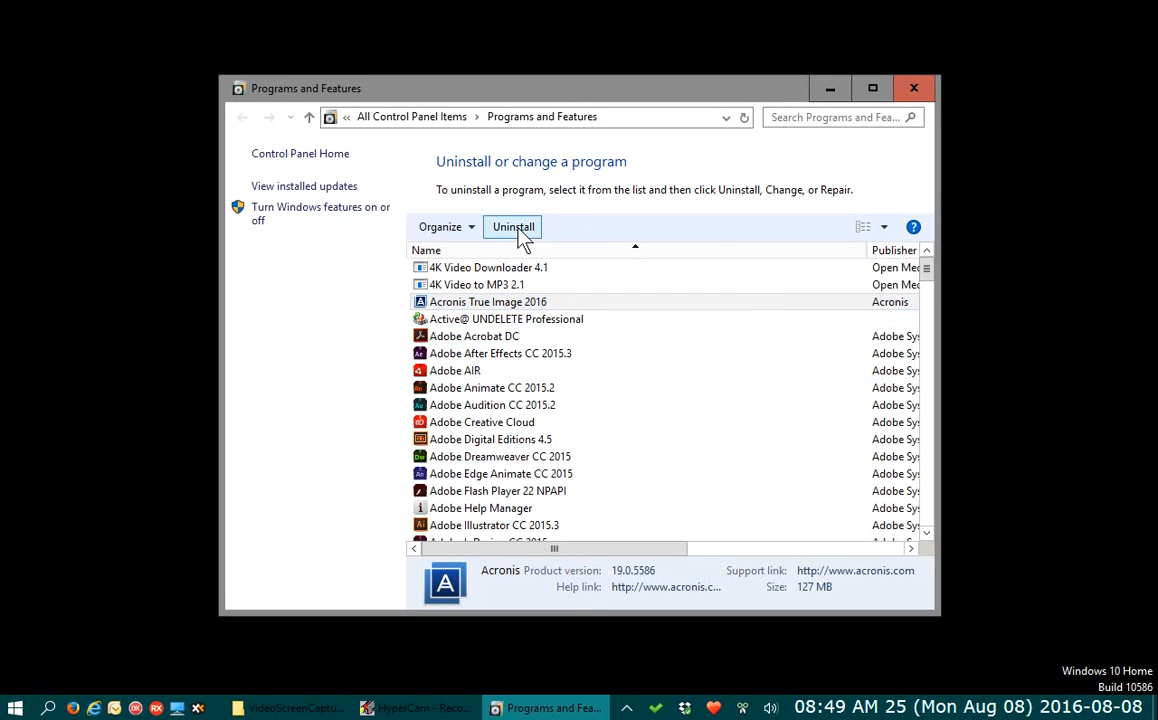 Programs and Features
« All Control Panel Items > Programs and Features
Search Programs and Fea...
Control Panel Home
View installed updates
Turn Windows features on or
off
Uninstall or change a program
To uninstall a program, select it from the list and then click Uninstall, Change, or Repair.
Organize Uninstall
Name Publisher
4K Video Downloader 4.1 Open Med
4K Video to MP3 2.1 Open Med
Acronis True Image 2016 Acronis
Active@ UNDELETE Professional
Adobe Acrobat DC Adobe Sys
Adobe After Effects CC 2015.3 Adobe Sys
Adobe AIR Adobe Sys
Adobe Animate CC 2015.2 Adobe Sys
Adobe Audition CC 2015.2 Adobe Sys
Adobe Creative Cloud Adobe Sys
Adobe Digital Editions 4.5 Adobe Sys
Adobe Dreamweaver CC 2015 Adobe Sys
Adobe Edge Animate CC 2015 Adobe Sys
Adobe Flash Player 22 NPAPI Adobe Sys
Adobe Help Manager Adobe Sys
Adobe Illustrator CC 2015.3 Adobe Sys
Acronis Product version: 19.0.5586 Support link: http://www.acronis.com
Help link: http://www.acronis.c... Size: 127 MB
Windows 10 Home
Build 10586
VideoScreenCaptu... HyperCam - Reco... Programs and Fea... 08:49 AM 25 (Mon Aug 08) 2016-08-08